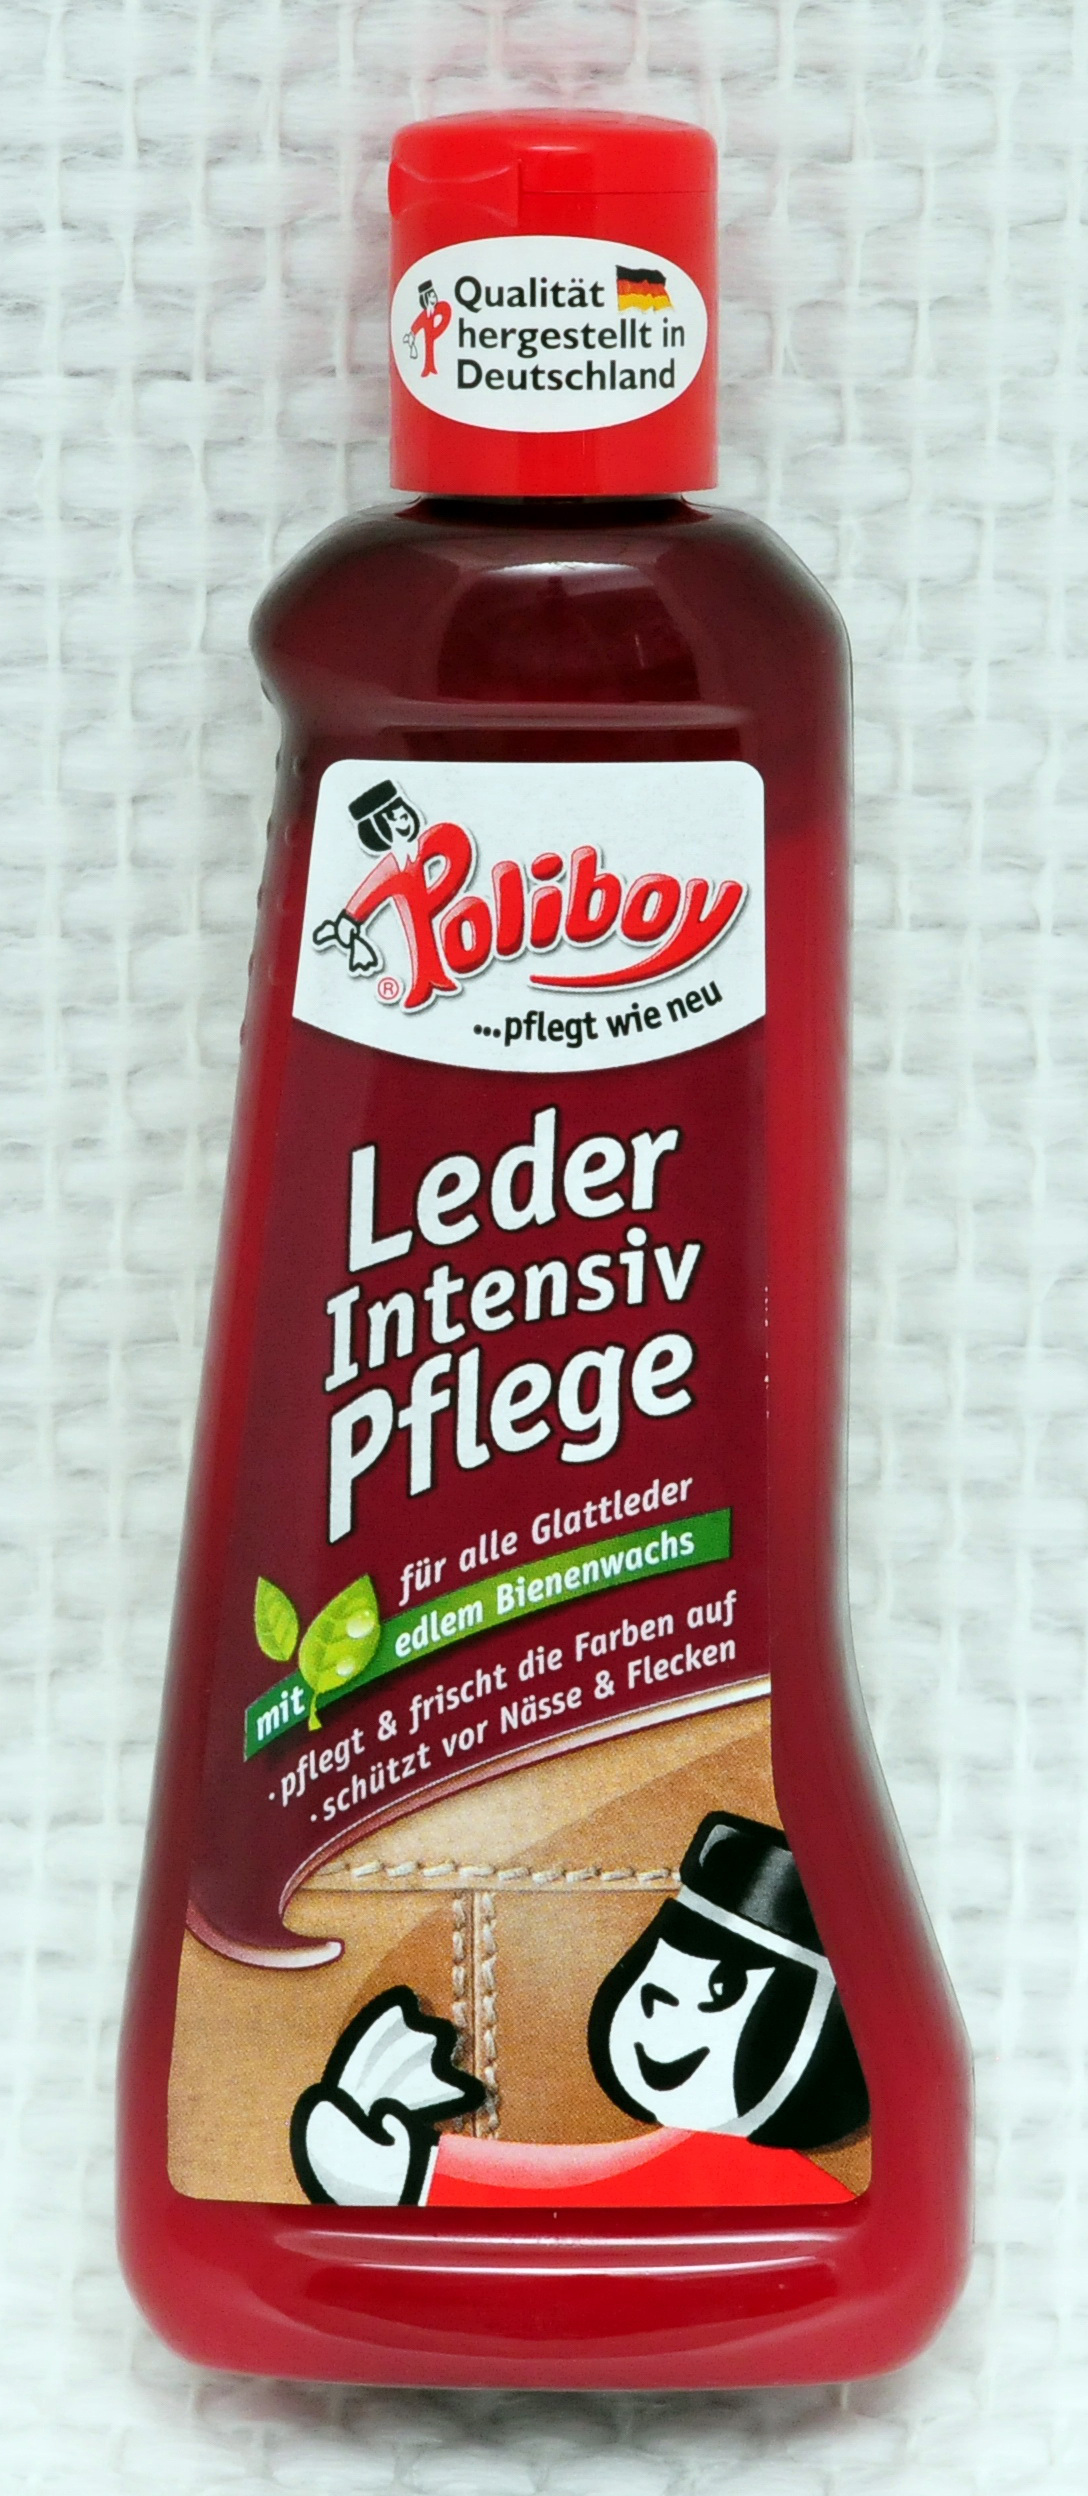 Qualität
hergestellt in
Deutschland
Poliboy
®
...pflegt wie neu
Leder
Intensiv
Pflege
für alle Glattleder
mit edlem Bienenwachs
· pflegt & frischt die Farben auf
· schützt vor Nässe & Flecken